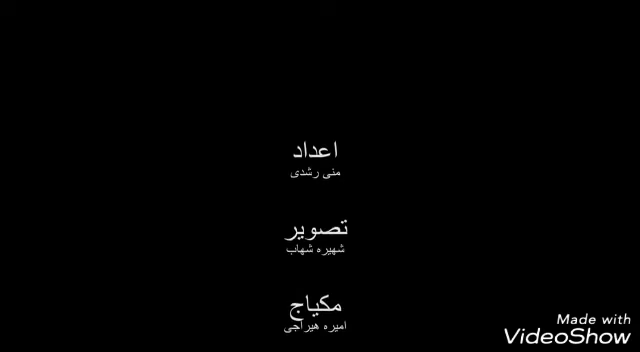 اعداد
منى رشدى
تصوير
شهيره شهاب
مكياج
اميره هيراجى
Made with
VideoShow